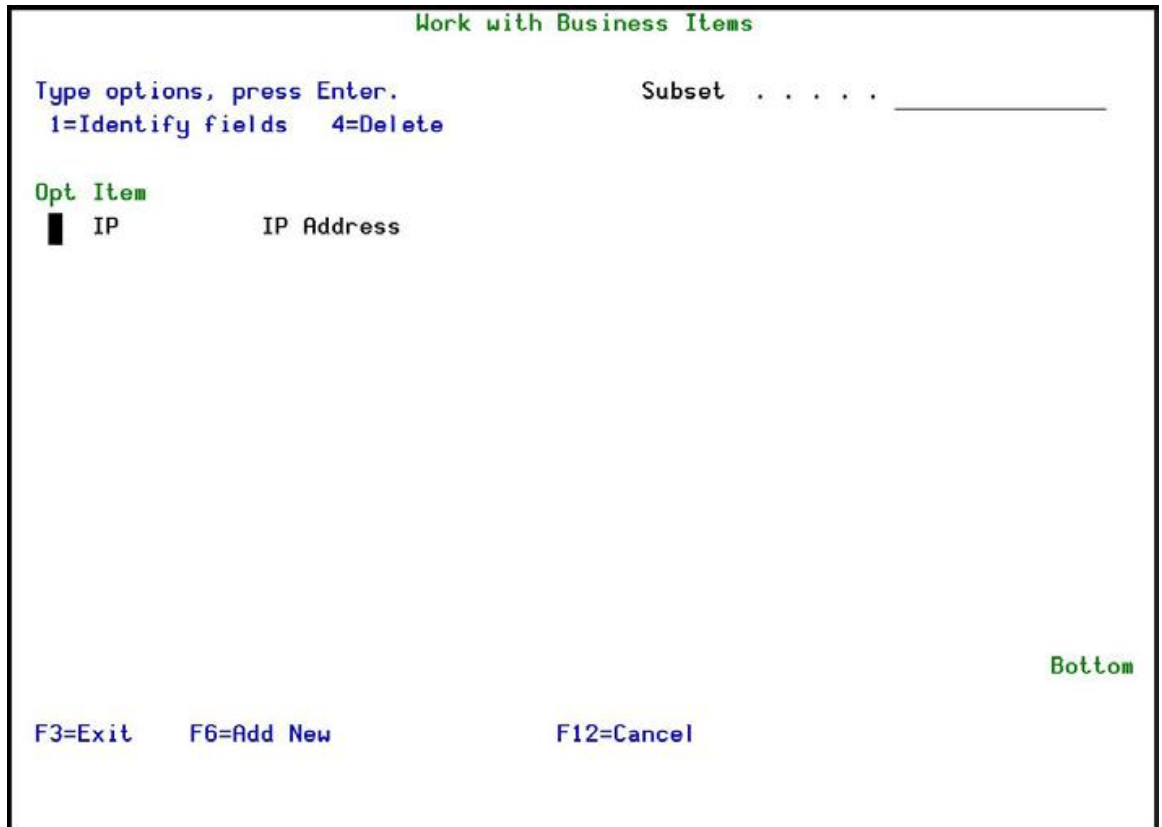 Work with Business Items
Type options, press Enter. Subset . . . . .
1=Identify fields 4=Delete
Opt Item
IP IP Address
Bottom
F3=Exit F6=Add New F12=Cancel